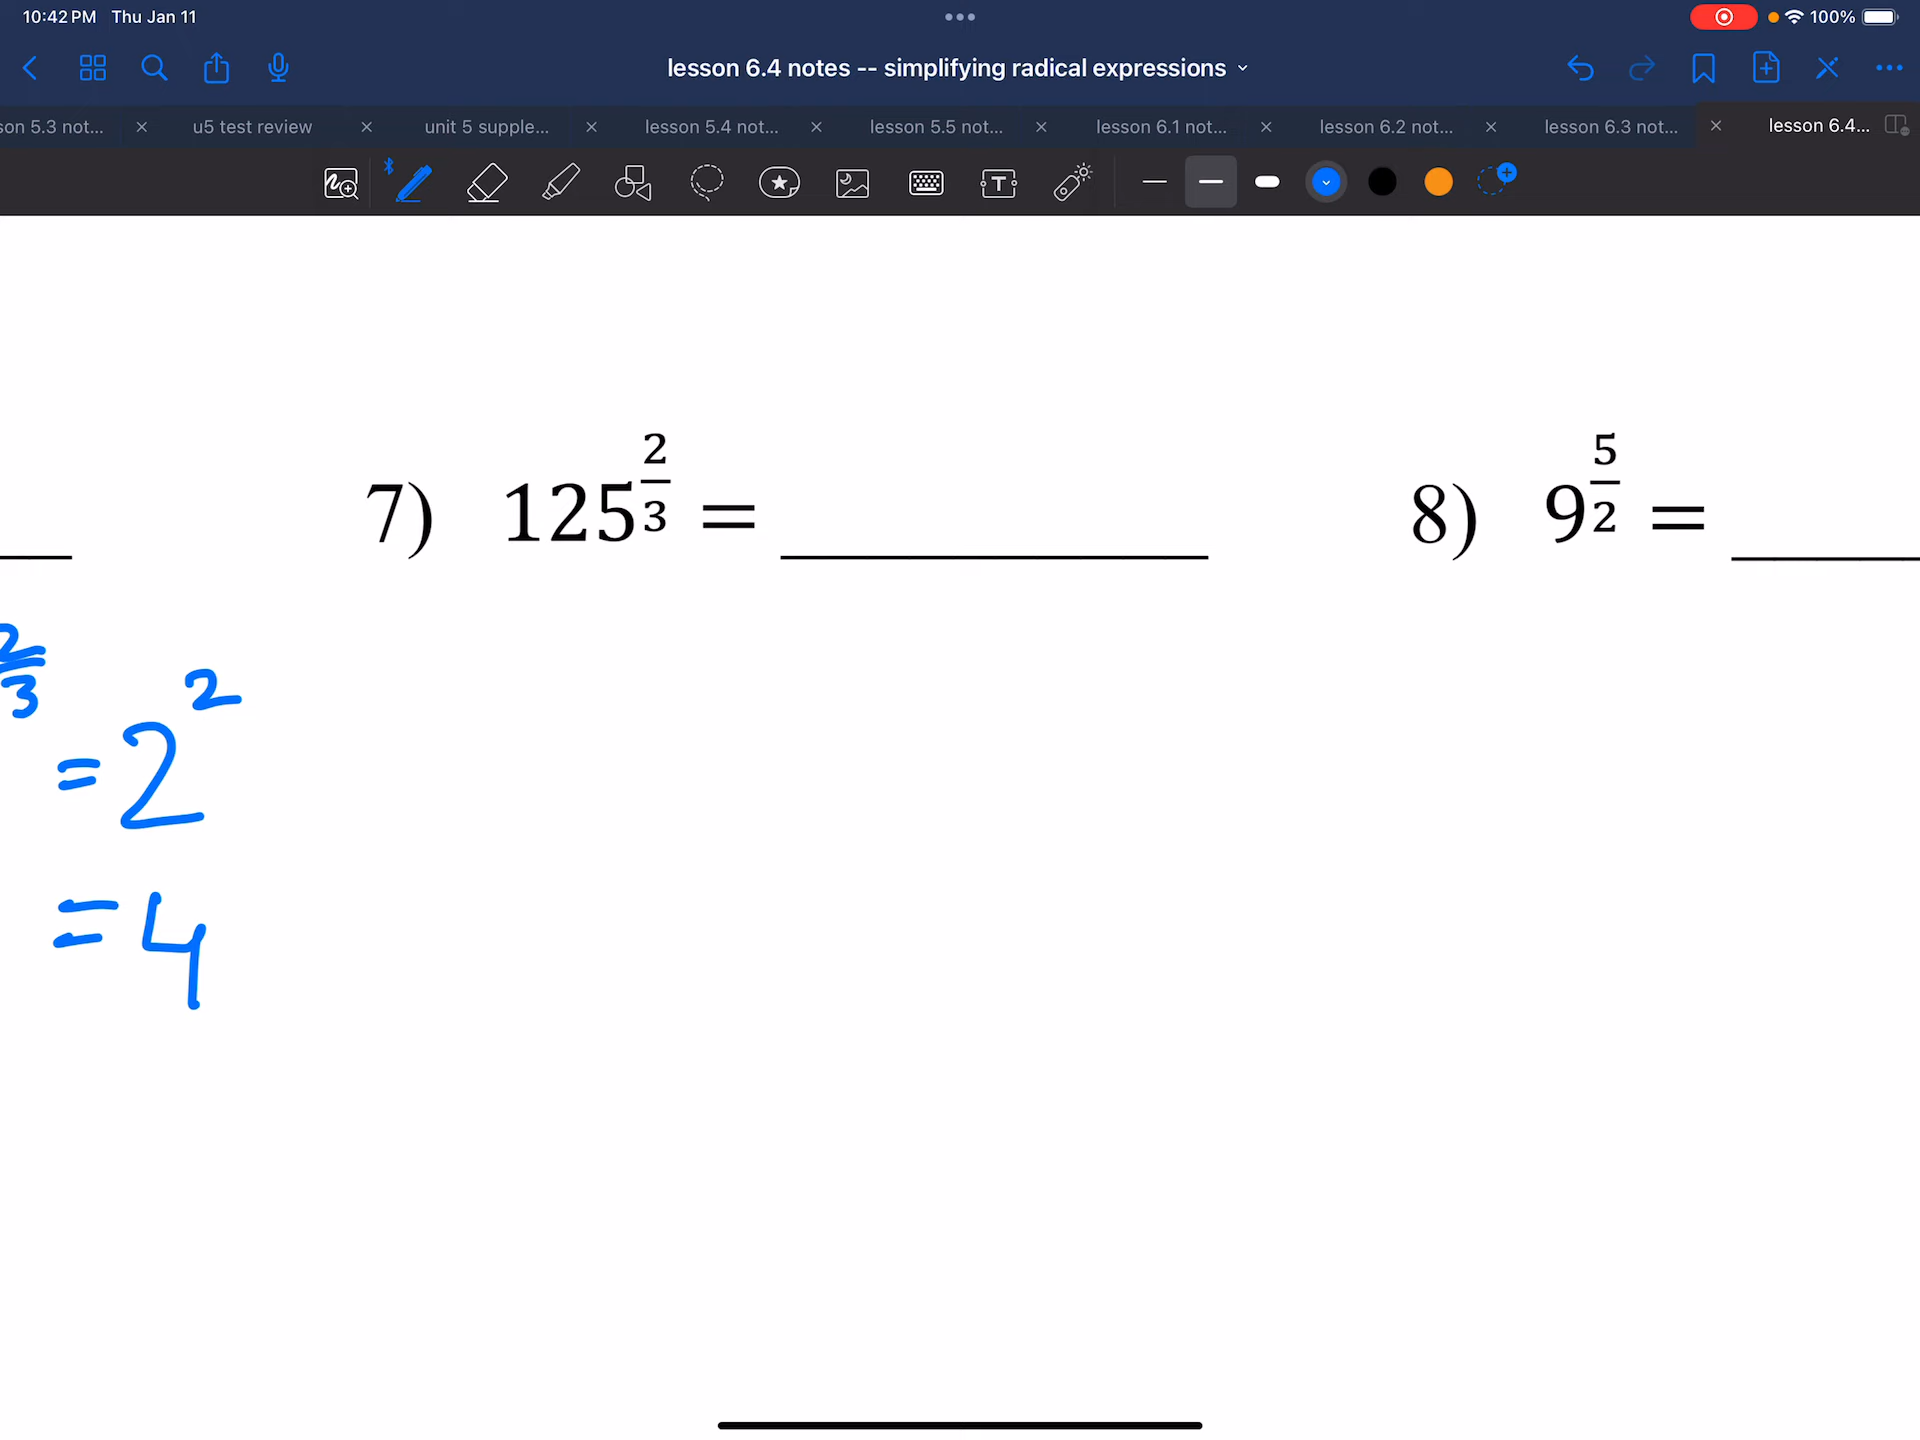 10:42 PM Thu Jan 11
100%
lesson 6.4 notes -- simplifying radical expressions
son 5.3 not...
u5 test review
unit 5 supple...
lesson 5.4 not...
lesson 5.5 not...
lesson 6.1 not...
lesson 6.2 not...
lesson 6.3 not...
lesson 6.4...
7) 125^(2/3) = __________
8) 9^(5/2) = ____
2/3
= 2^2
= 4